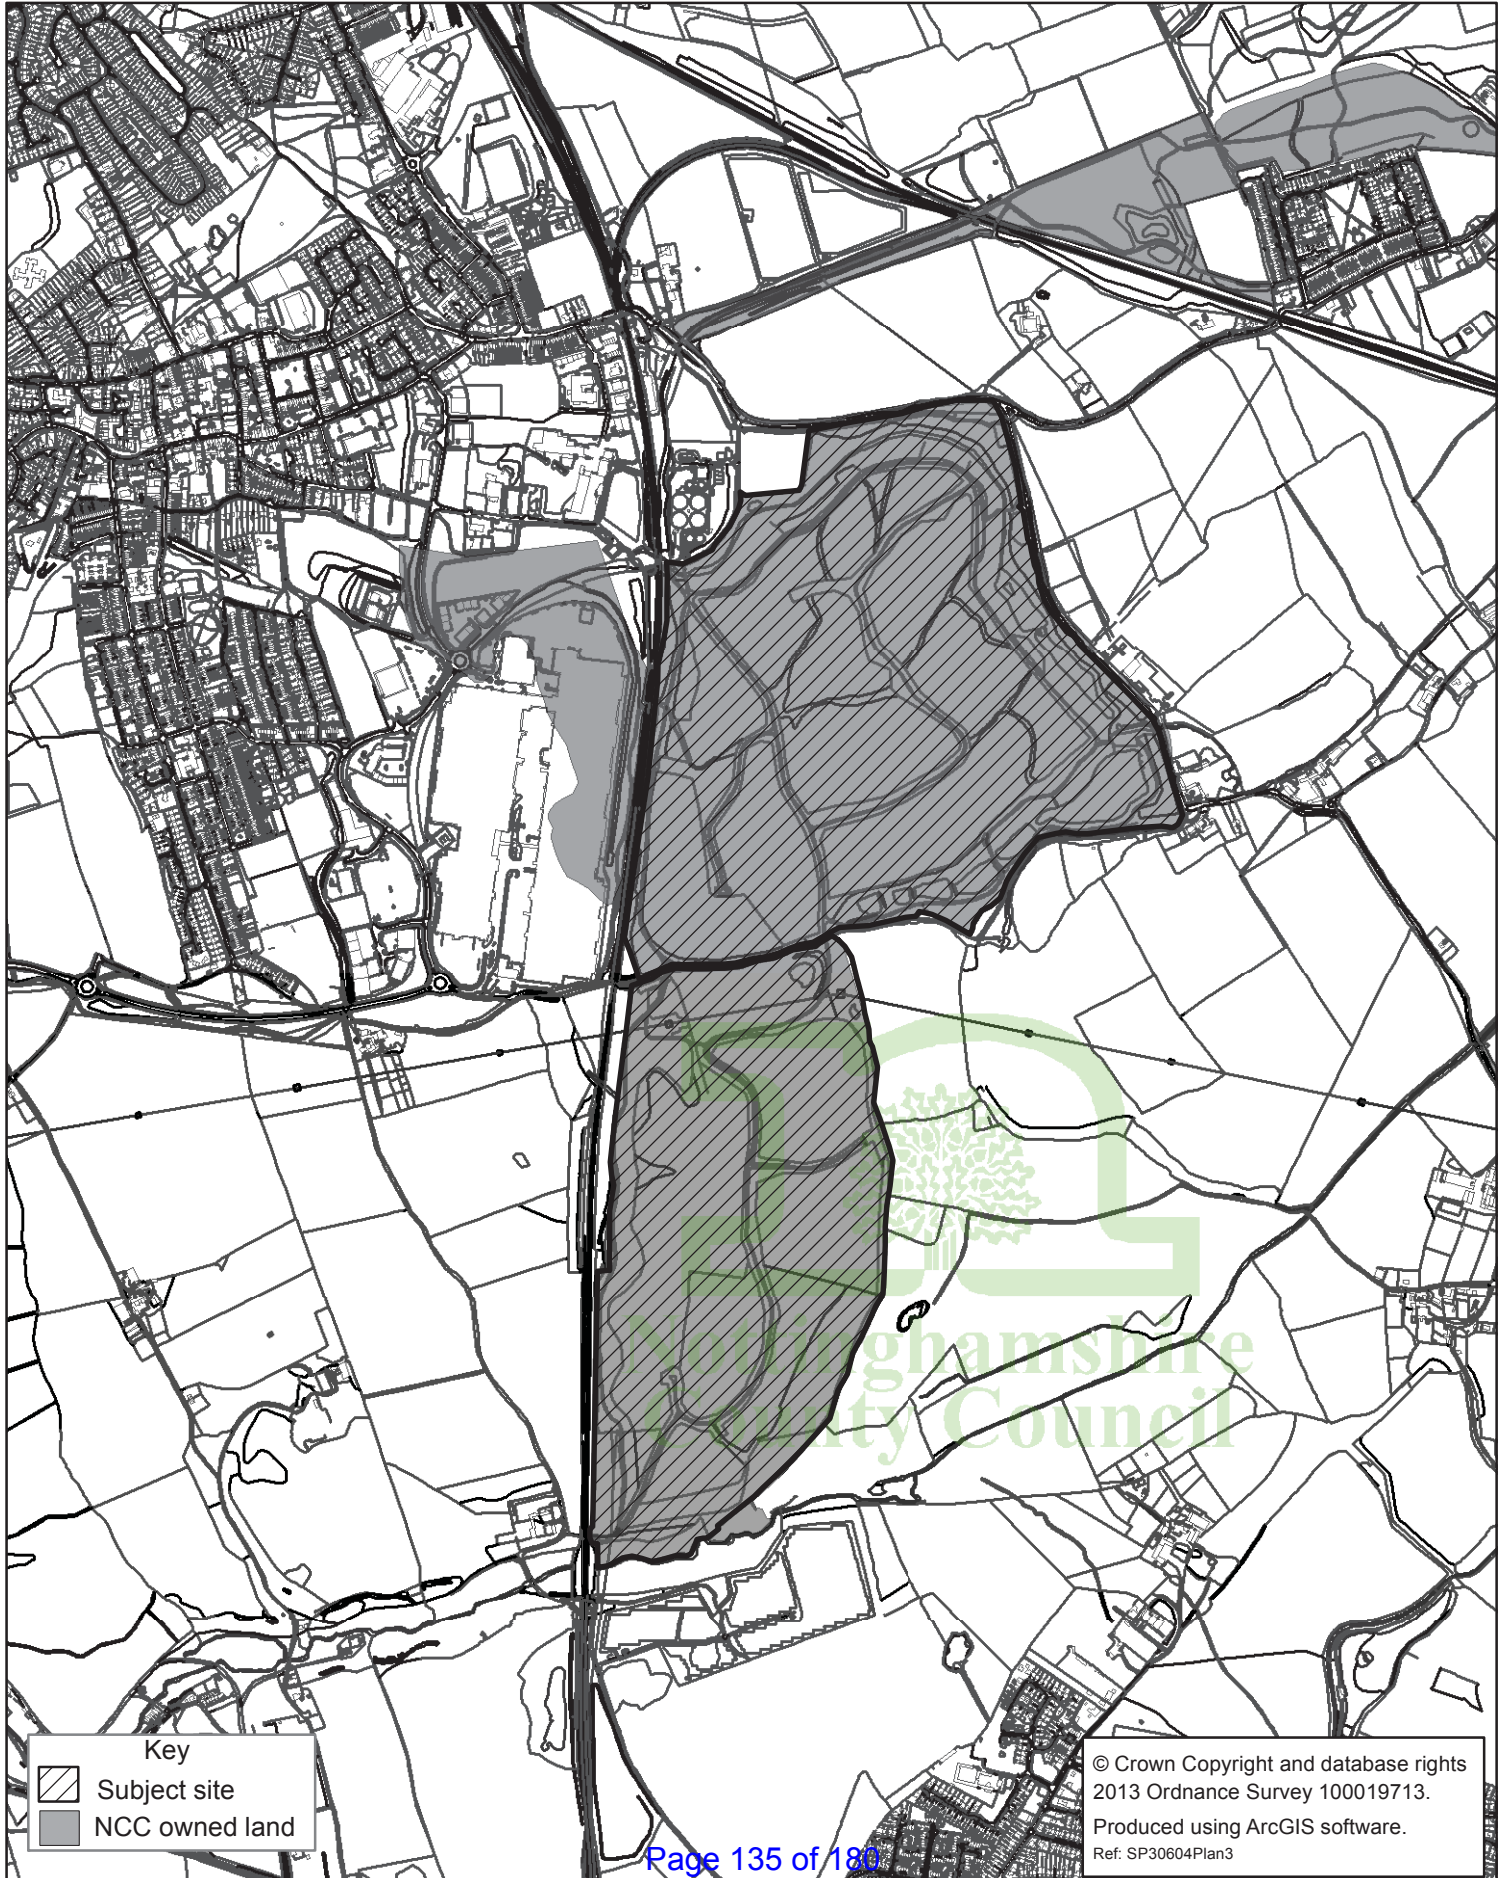 Nottinghamshire
County Council
Key
Subject site
NCC owned land
© Crown Copyright and database rights
2013 Ordnance Survey 100019713.
Produced using ArcGIS software.
Ref: SP30604Plan3
Page 135 of 180